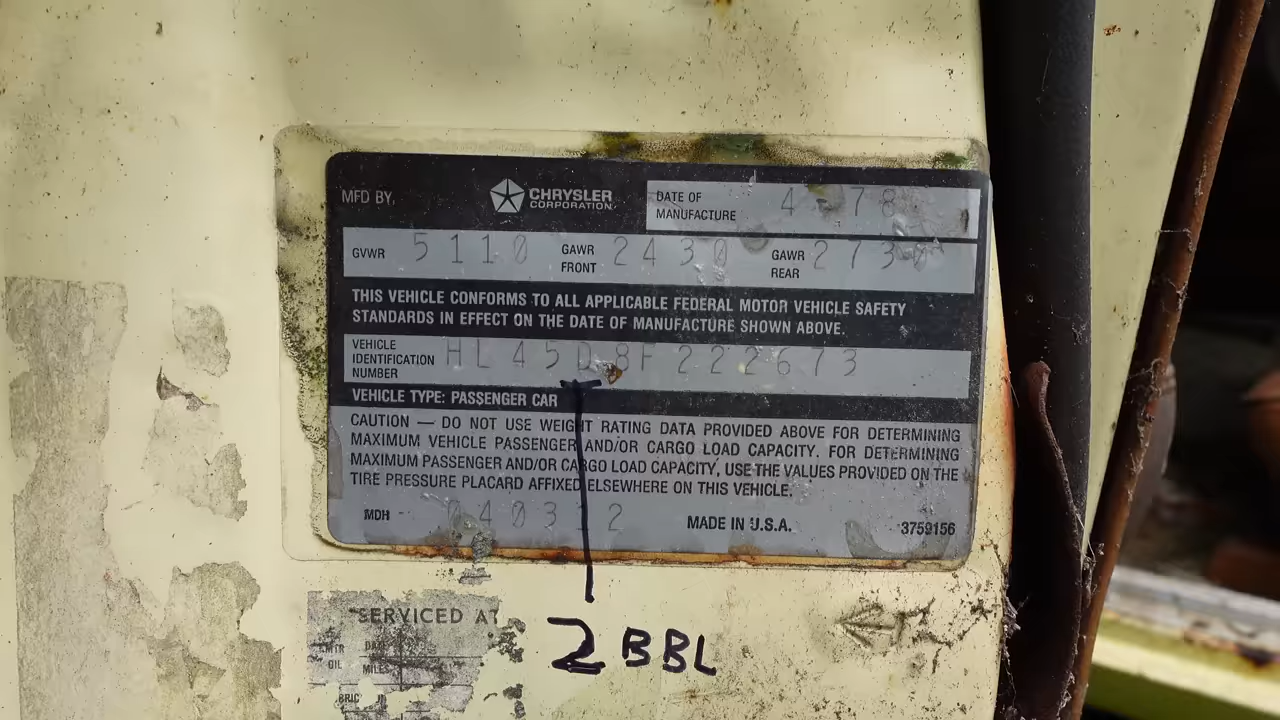 MFD BY, CHRYSLER CORPORATION DATE OF MANUFACTURE 4 78
GVWR 5110 GAWR FRONT 2430 GAWR REAR 2730
THIS VEHICLE CONFORMS TO ALL APPLICABLE FEDERAL MOTOR VEHICLE SAFETY
STANDARDS IN EFFECT ON THE DATE OF MANUFACTURE SHOWN ABOVE.
VEHICLE IDENTIFICATION NUMBER HL45D8F222673
VEHICLE TYPE: PASSENGER CAR
CAUTION — DO NOT USE WEIGHT RATING DATA PROVIDED ABOVE FOR DETERMINING
MAXIMUM VEHICLE PASSENGER AND/OR CARGO LOAD CAPACITY. FOR DETERMINING
MAXIMUM PASSENGER AND/OR CARGO LOAD CAPACITY, USE THE VALUES PROVIDED ON THE
TIRE PRESSURE PLACARD AFFIXED ELSEWHERE ON THIS VEHICLE.
MDH MADE IN U.S.A. 3759156
SERVICED AT
OIL MILES
2 BBL